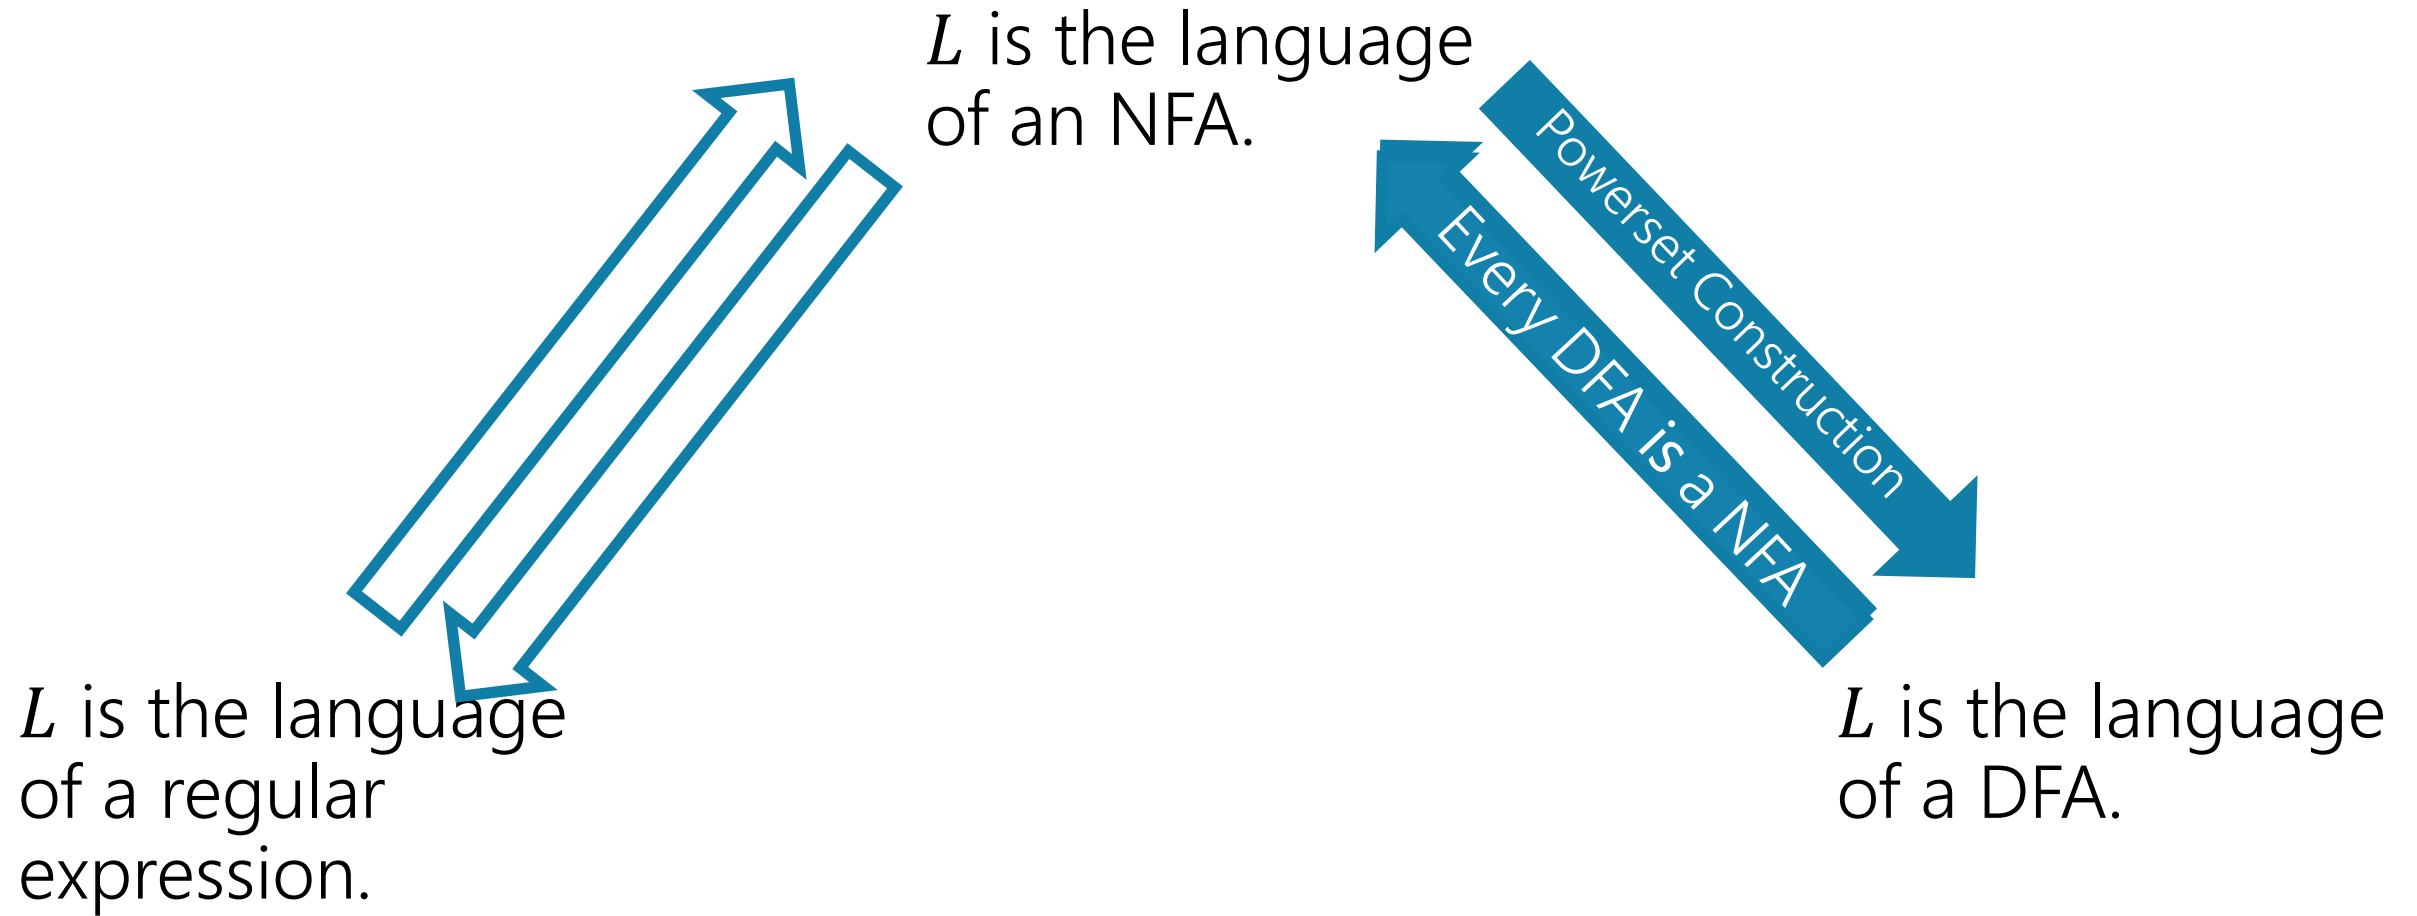 L is the language
of an NFA.
Powerset Construction
Every DFA is a NFA
L is the language
of a regular
expression.
L is the language
of a DFA.